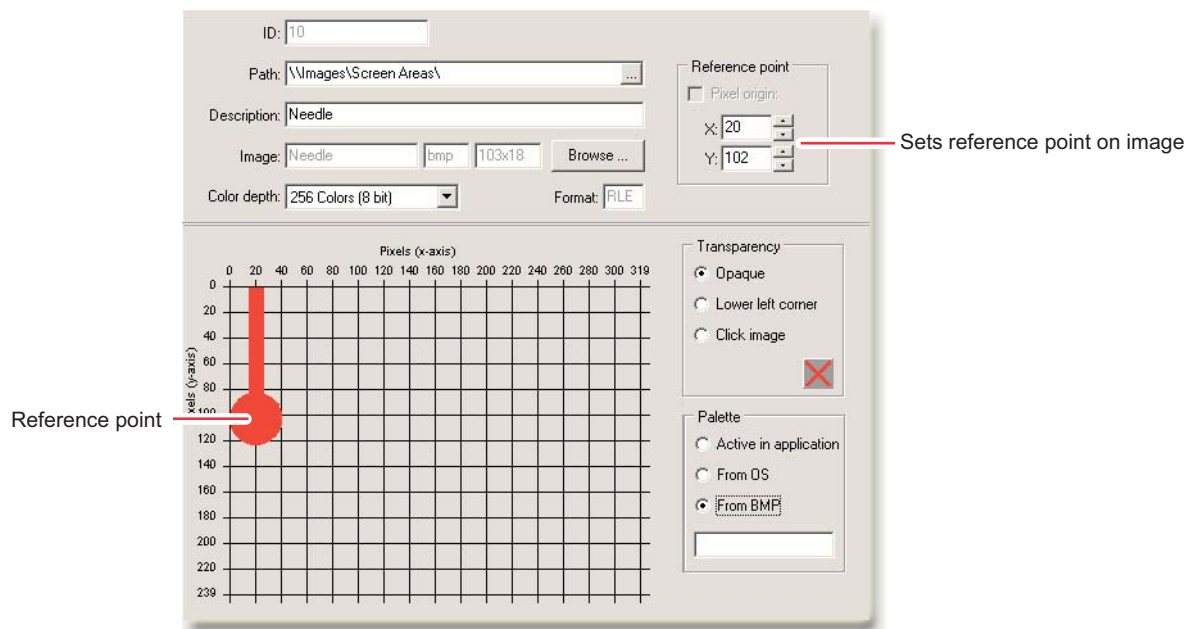 ID: 10
Path: \\Images\Screen Areas\ ...
Description: Needle
Image: Needle bmp 103x18 Browse ...
Color depth: 256 Colors (8 bit) Format: RLE
Reference point
Pixel origin:
X: 20
Y: 102
Sets reference point on image
Pixels (x-axis)
0 20 40 60 80 100 120 140 160 180 200 220 240 260 280 300 319
0
20
40
60
80
100
120
140
160
180
200
220
239
xels (y-axis)
Reference point
Transparency
Opaque
Lower left corner
Click image
Palette
Active in application
From OS
From BMP